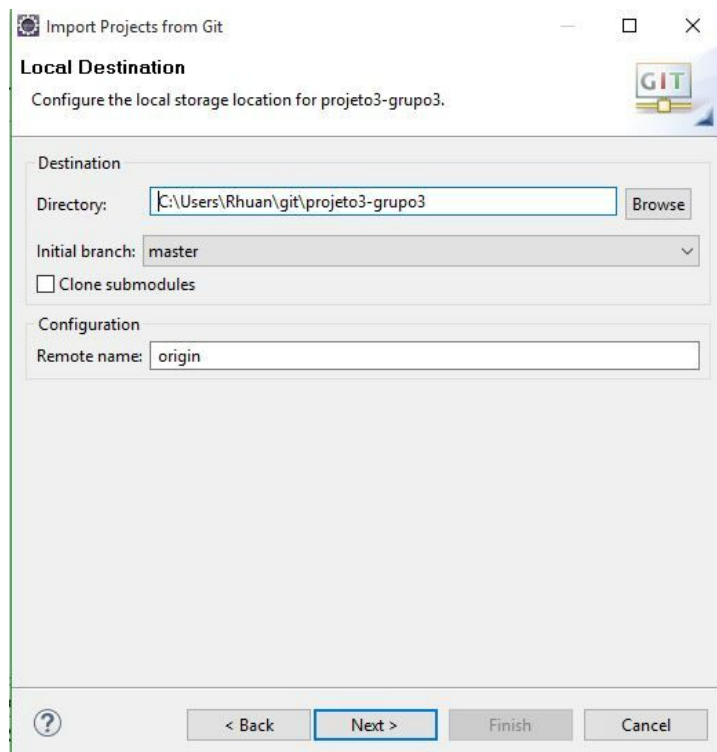 Import Projects from Git
Local Destination
Configure the local storage location for projeto3-grupo3.
GIT
Destination
Directory: C:\Users\Rhuan\git\projeto3-grupo3 Browse
Initial branch: master
Clone submodules
Configuration
Remote name: origin
? < Back Next > Finish Cancel